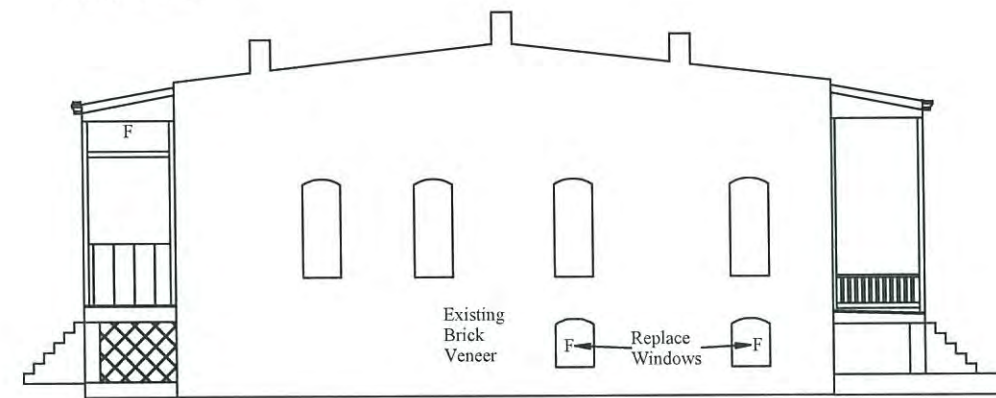 F
Existing
Brick
Veneer
F
Replace
Windows
F